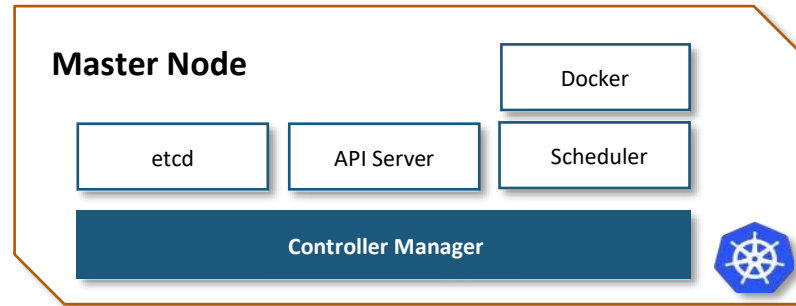 Master Node
Docker
etcd
API Server
Scheduler
Controller Manager